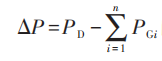 ΔP = P_D − ∑_{i=1}^{n} P_{Gi}